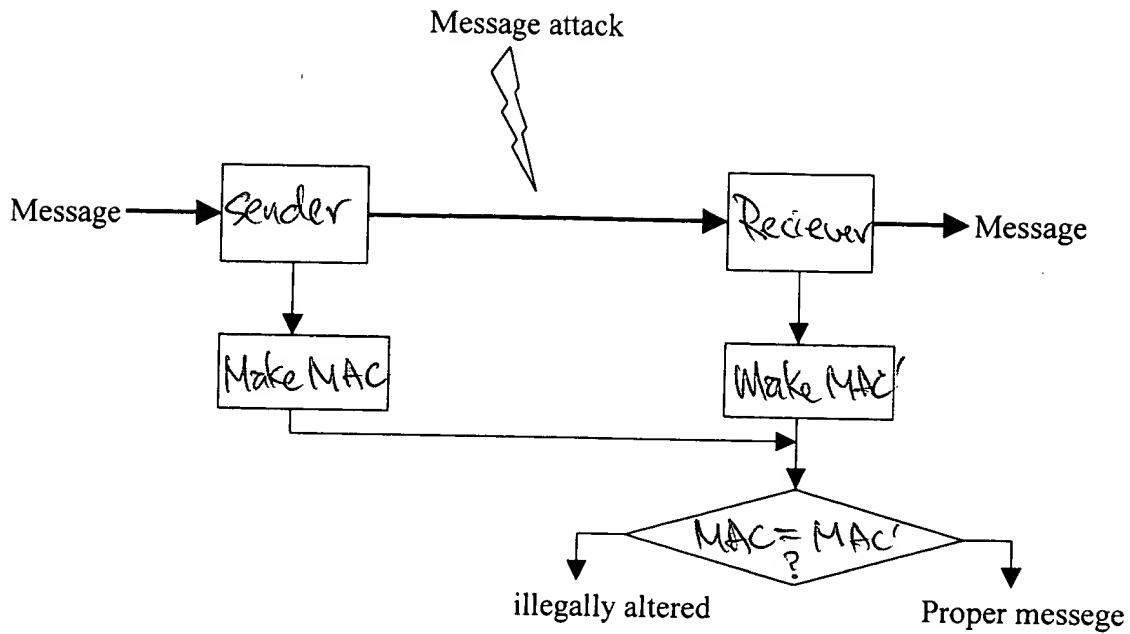 Message attack
Message
Sender
Reciever
Message
Make MAC
Make MAC'
MAC = MAC'
?
illegally altered
Proper messege